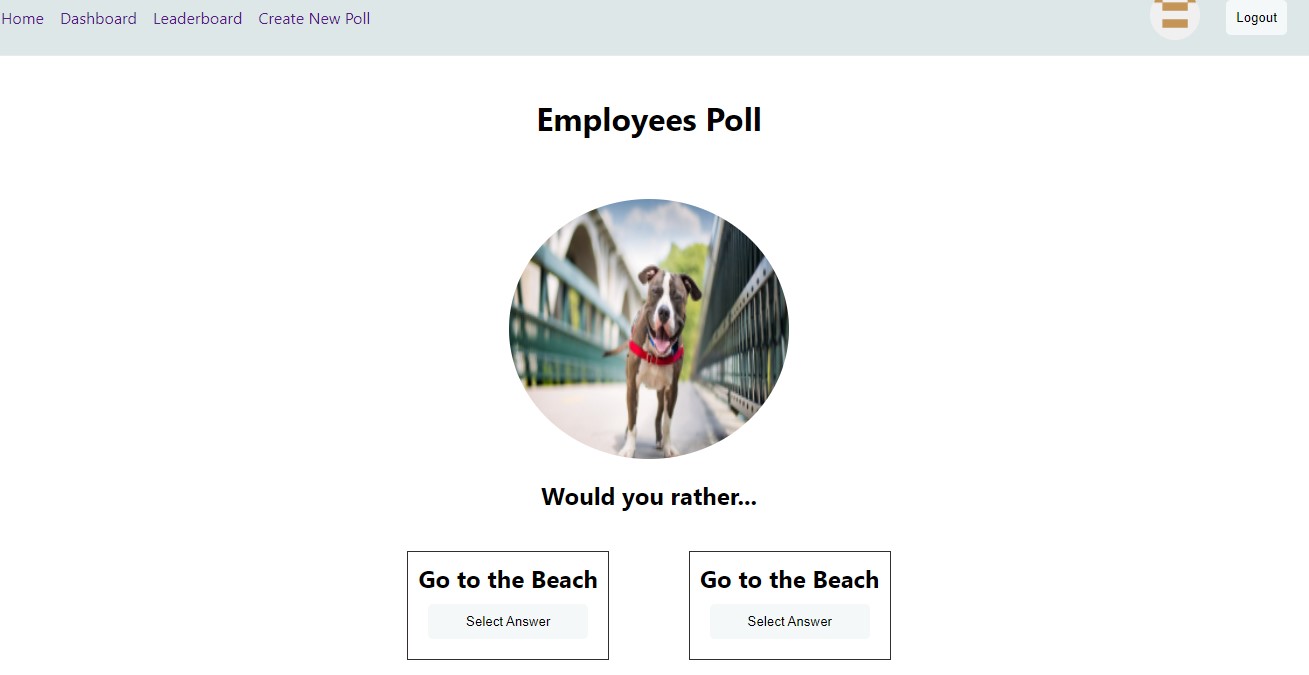 Home Dashboard Leaderboard Create New Poll Logout
Employees Poll
Would you rather...
Go to the Beach Go to the Beach
Select Answer Select Answer